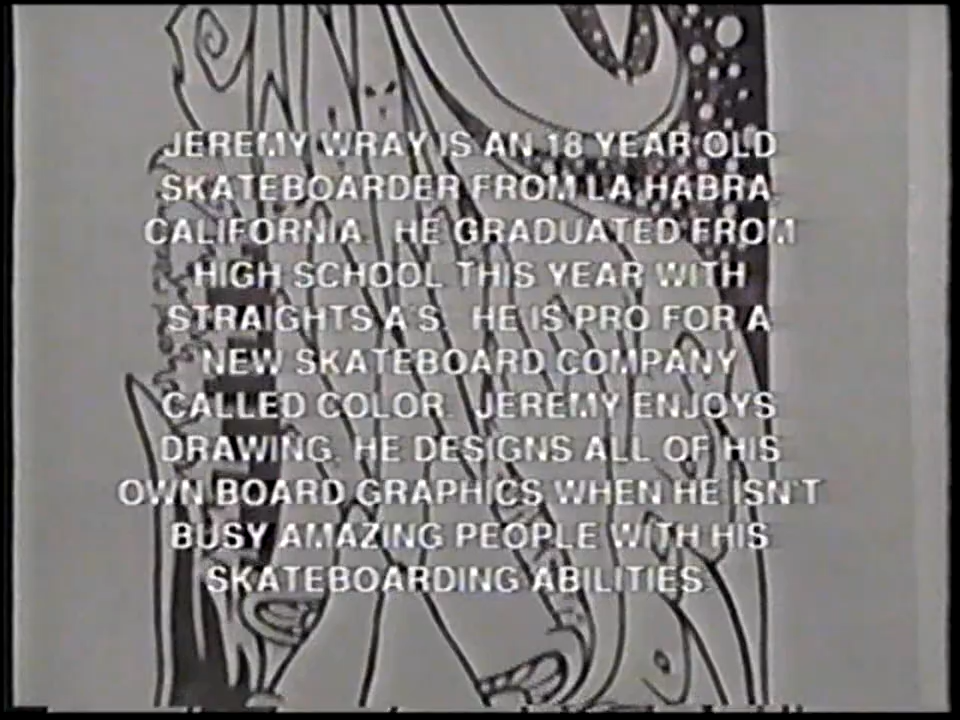 JEREMY WRAY IS AN 18 YEAR OLD
SKATEBOARDER FROM LA HABRA,
CALIFORNIA. HE GRADUATED FROM
HIGH SCHOOL THIS YEAR WITH
STRAIGHTS A'S. HE IS PRO FOR A
NEW SKATEBOARD COMPANY
CALLED COLOR. JEREMY ENJOYS
DRAWING. HE DESIGNS ALL OF HIS
OWN BOARD GRAPHICS WHEN HE ISN'T
BUSY AMAZING PEOPLE WITH HIS
SKATEBOARDING ABILITIES.